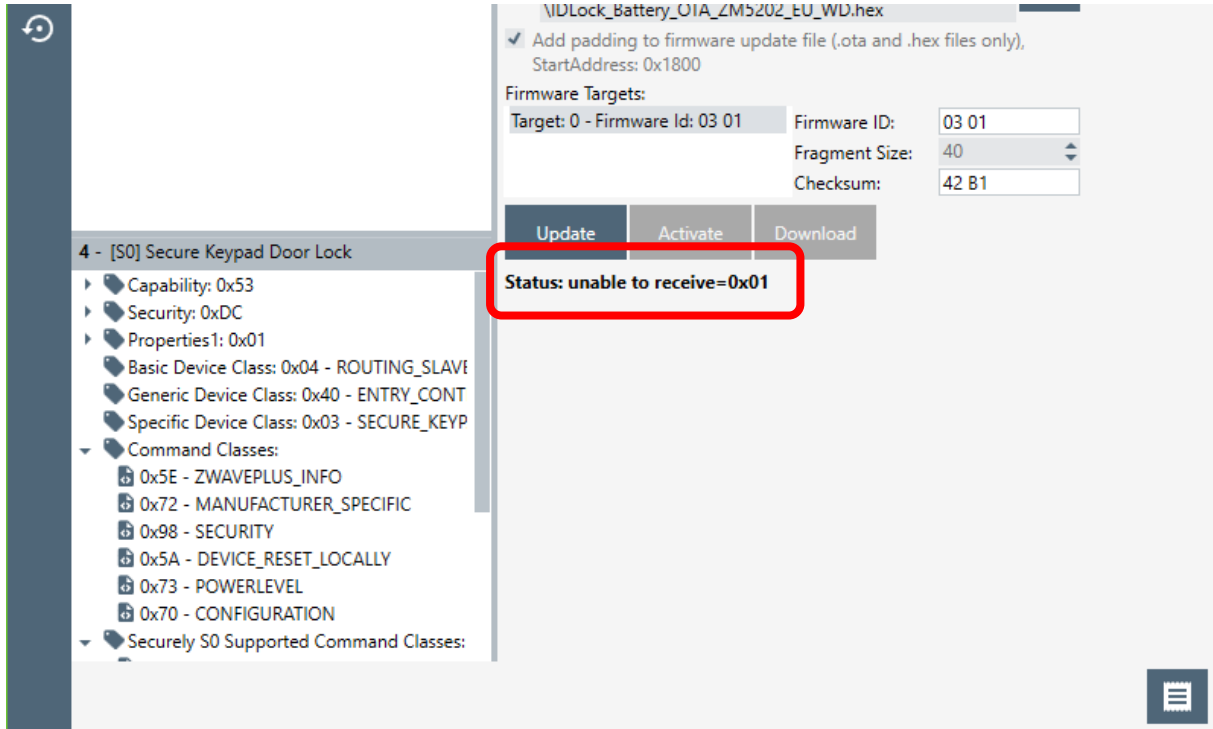 \IDLock_Battery_OTA_ZM5202_EU_WD.hex
Add padding to firmware update file (.ota and .hex files only),
StartAddress: 0x1800
Firmware Targets:
Target: 0 - Firmware Id: 03 01
Firmware ID: 03 01
Fragment Size: 40
Checksum: 42 B1
Update Activate Download
Status: unable to receive=0x01
4 - [S0] Secure Keypad Door Lock
Capability: 0x53
Security: 0xDC
Properties1: 0x01
Basic Device Class: 0x04 - ROUTING_SLAVE
Generic Device Class: 0x40 - ENTRY_CONT
Specific Device Class: 0x03 - SECURE_KEYP
Command Classes:
0x5E - ZWAVEPLUS_INFO
0x72 - MANUFACTURER_SPECIFIC
0x98 - SECURITY
0x5A - DEVICE_RESET_LOCALLY
0x73 - POWERLEVEL
0x70 - CONFIGURATION
Securely S0 Supported Command Classes: